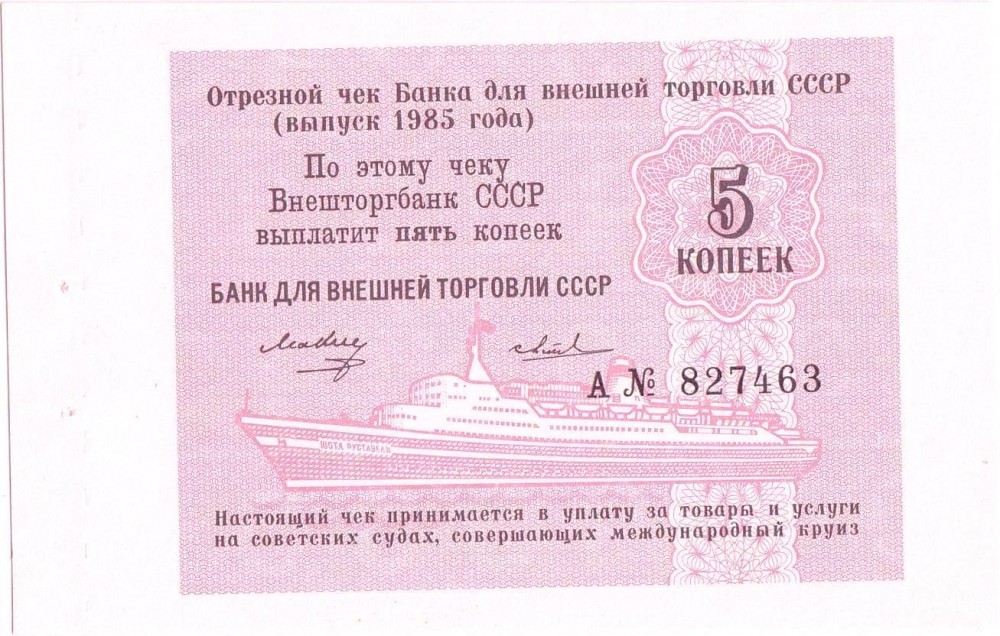 Отрезной чек Банка для внешней торговли СССР
(выпуск 1985 года)
По этому чеку
Внешторгбанк СССР
выплатит пять копеек
5
КОПЕЕК
БАНК ДЛЯ ВНЕШНЕЙ ТОРГОВЛИ СССР
А № 827463
ШОТА РУСТАВЕЛИ
Настоящий чек принимается в уплату за товары и услуги
на советских судах, совершающих международный круиз